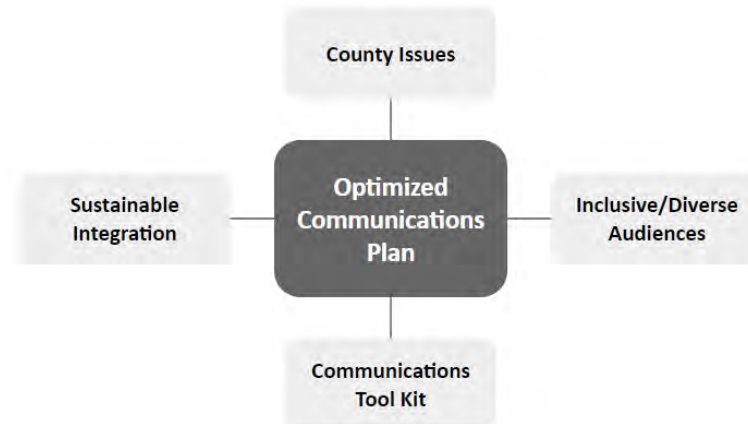 County Issues
Sustainable
Integration
Optimized
Communications
Plan
Inclusive/Diverse
Audiences
Communications
Tool Kit